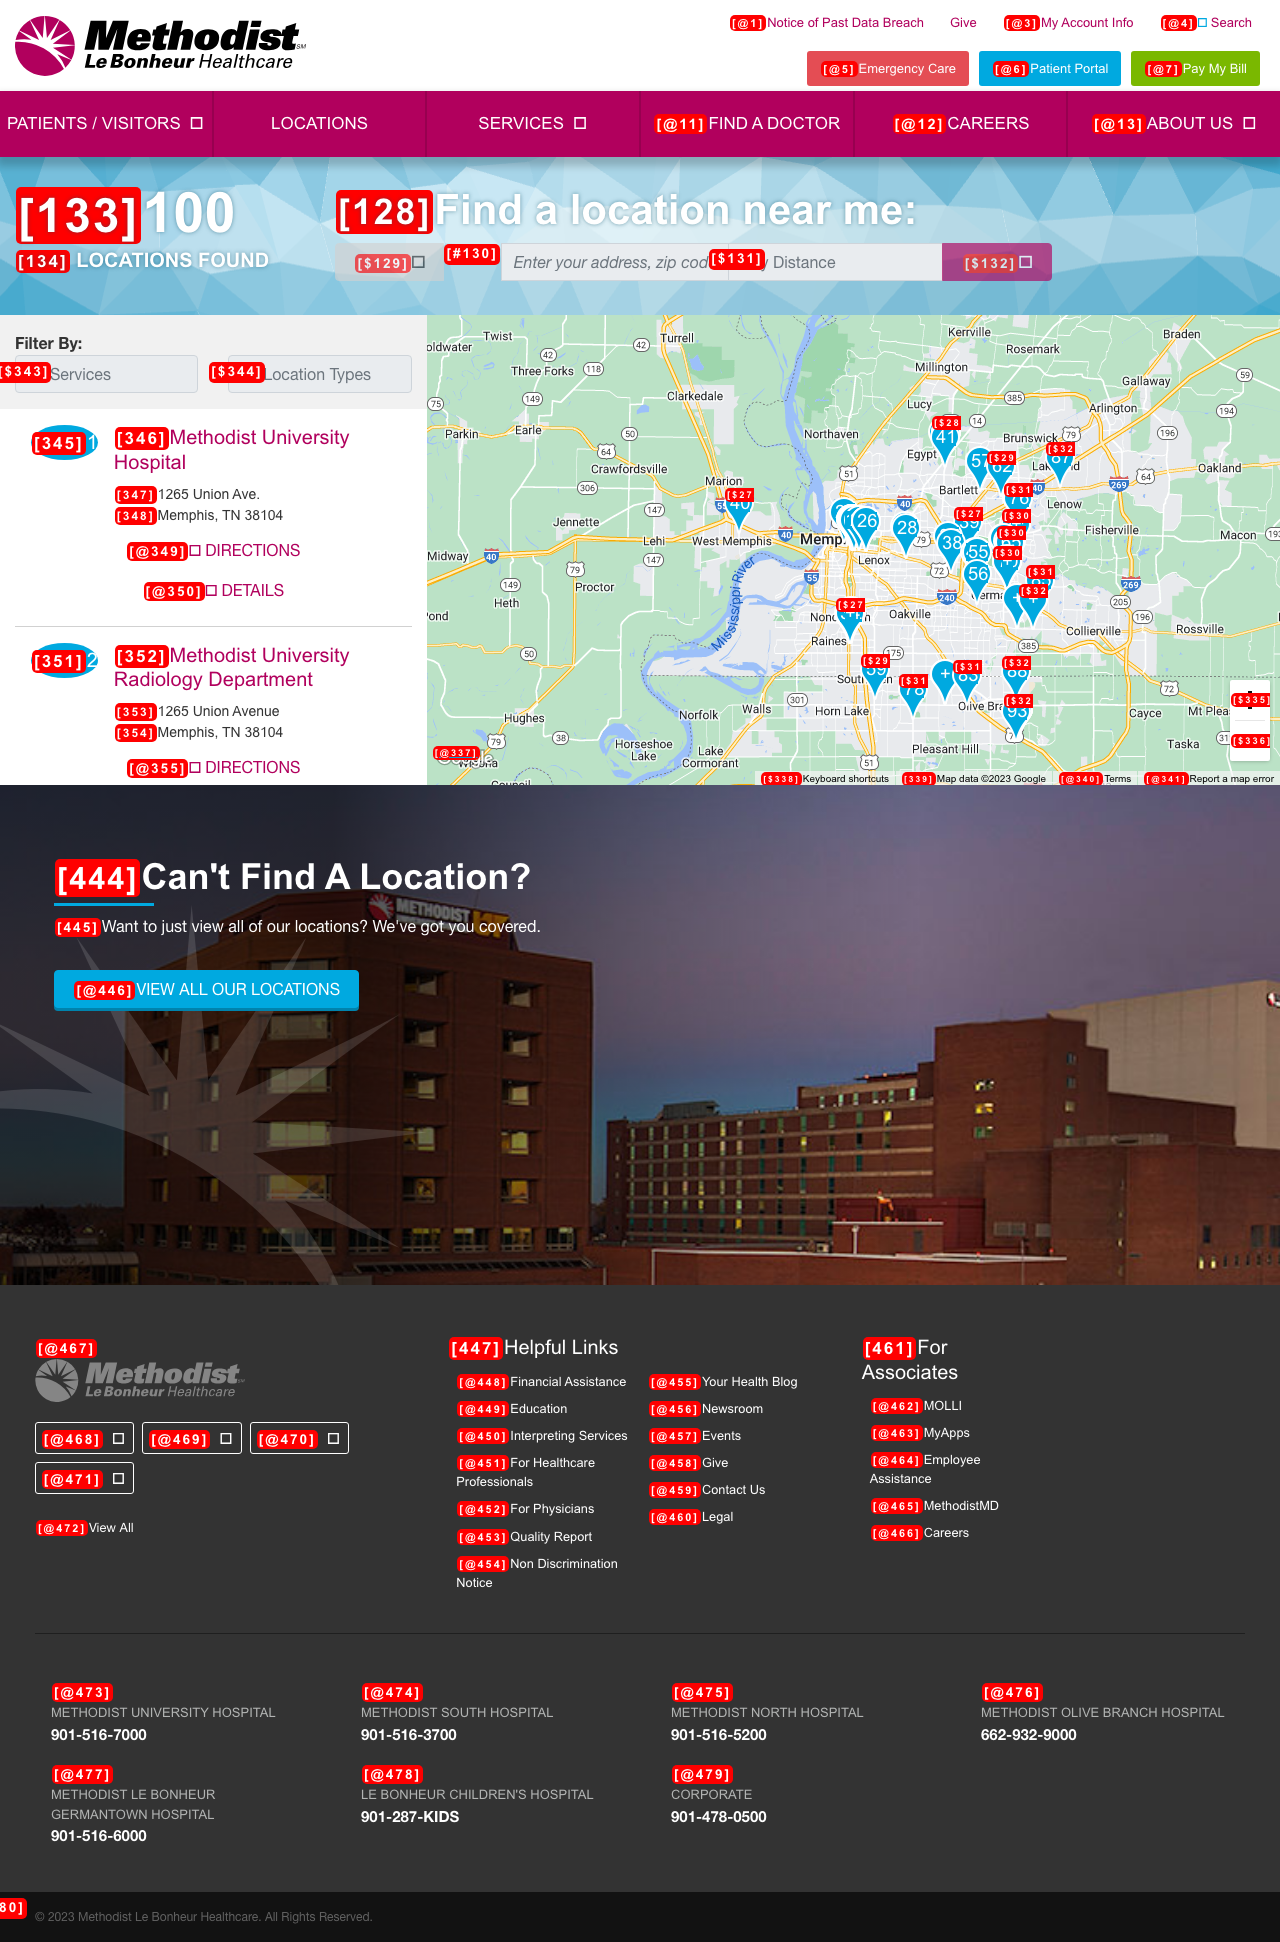 Methodist
Le Bonheur Healthcare
[@1]Notice of Past Data Breach Give [@3]My Account Info [@4] Search
[@5]Emergency Care [@6]Patient Portal [@7]Pay My Bill
PATIENTS / VISITORS LOCATIONS SERVICES [@11]FIND A DOCTOR [@12]CAREERS [@13]ABOUT US
[133]100
[134] LOCATIONS FOUND
[128]Find a location near me:
[$129] [#130] Enter your address, zip cod [$131] Distance [$132]
Filter By:
[$343] Services [$344] Location Types
[345] 1 [346]Methodist University
Hospital
[347]1265 Union Ave.
[348]Memphis, TN 38104
[@349] DIRECTIONS
[@350] DETAILS
[351] 2 [352]Methodist University
Radiology Department
[353]1265 Union Avenue
[354]Memphis, TN 38104
[@355] DIRECTIONS
Twist
Turrell
Three Forks
Clarkedale
Kerrville
Rosemark
Braden
Millington
Gallaway
Lucy
Arlington
Parkin
Earle
Northaven
Brunswick
Egypt
Crawfordsville
Oakland
Marion
Bartlett
Lenow
Jennette
Fisherville
Lehi
West Memphis
Macon
Midway
Lenox
Proctor
Heth
Mississippi River
Oakville
Raines
Collierville
Rossville
Hughes
Norfolk
Walls
Horn Lake
Cayce
Horseshoe
Lake
Lake
Cormorant
Pleasant Hill
Taska
[@337]
[$335]
[$336]
[$338]Keyboard shortcuts [339]Map data ©2023 Google [@340]Terms [@341]Report a map error
[444]Can't Find A Location?
[445]Want to just view all of our locations? We've got you covered.
[@446]VIEW ALL OUR LOCATIONS
METHODIST
[@467]
Methodist
Le Bonheur Healthcare
[@468] [@469] [@470]
[@471]
[@472]View All
[447]Helpful Links
[@448]Financial Assistance
[@449]Education
[@450]Interpreting Services
[@451]For Healthcare
Professionals
[@452]For Physicians
[@453]Quality Report
[@454]Non Discrimination
Notice
[@455]Your Health Blog
[@456]Newsroom
[@457]Events
[@458]Give
[@459]Contact Us
[@460]Legal
[461]For
Associates
[@462]MOLLI
[@463]MyApps
[@464]Employee
Assistance
[@465]MethodistMD
[@466]Careers
[@473]
METHODIST UNIVERSITY HOSPITAL
901-516-7000
[@474]
METHODIST SOUTH HOSPITAL
901-516-3700
[@475]
METHODIST NORTH HOSPITAL
901-516-5200
[@476]
METHODIST OLIVE BRANCH HOSPITAL
662-932-9000
[@477]
METHODIST LE BONHEUR
GERMANTOWN HOSPITAL
901-516-6000
[@478]
LE BONHEUR CHILDREN'S HOSPITAL
901-287-KIDS
[@479]
CORPORATE
901-478-0500
80]
© 2023 Methodist Le Bonheur Healthcare. All Rights Reserved.